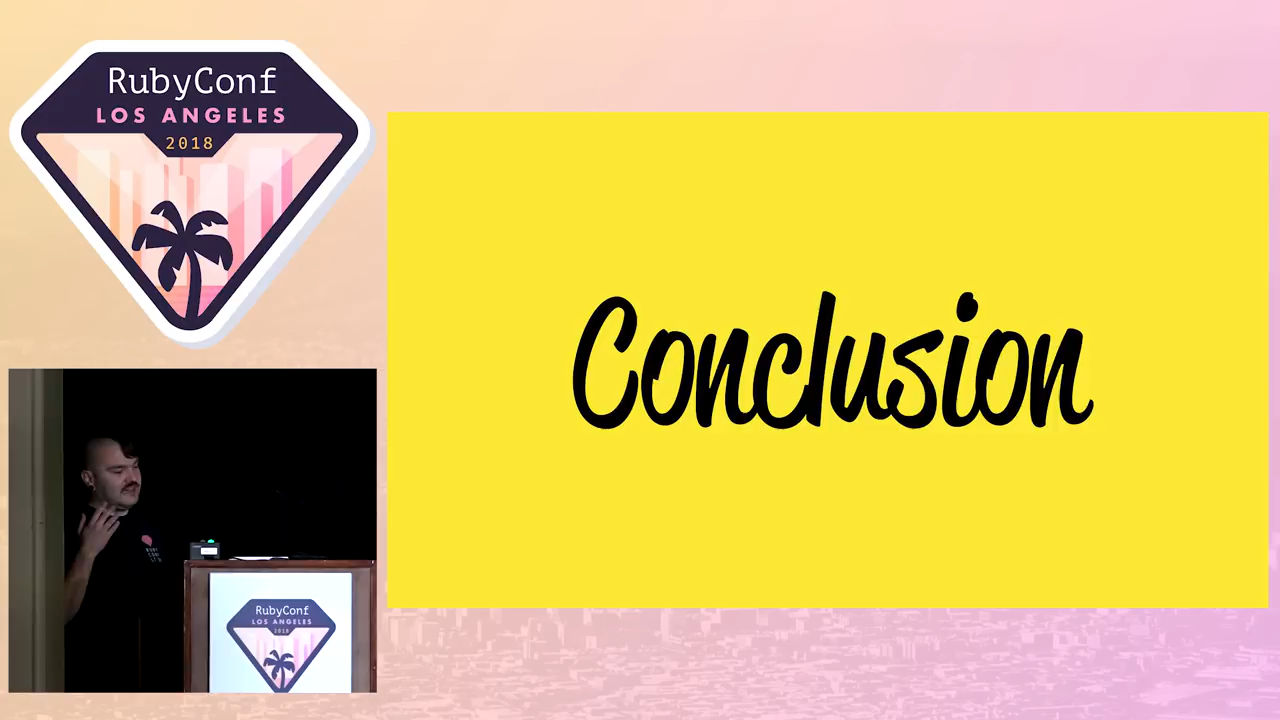 RubyConf
LOS ANGELES
2018
Conclusion
RubyConf
LOS ANGELES
2018